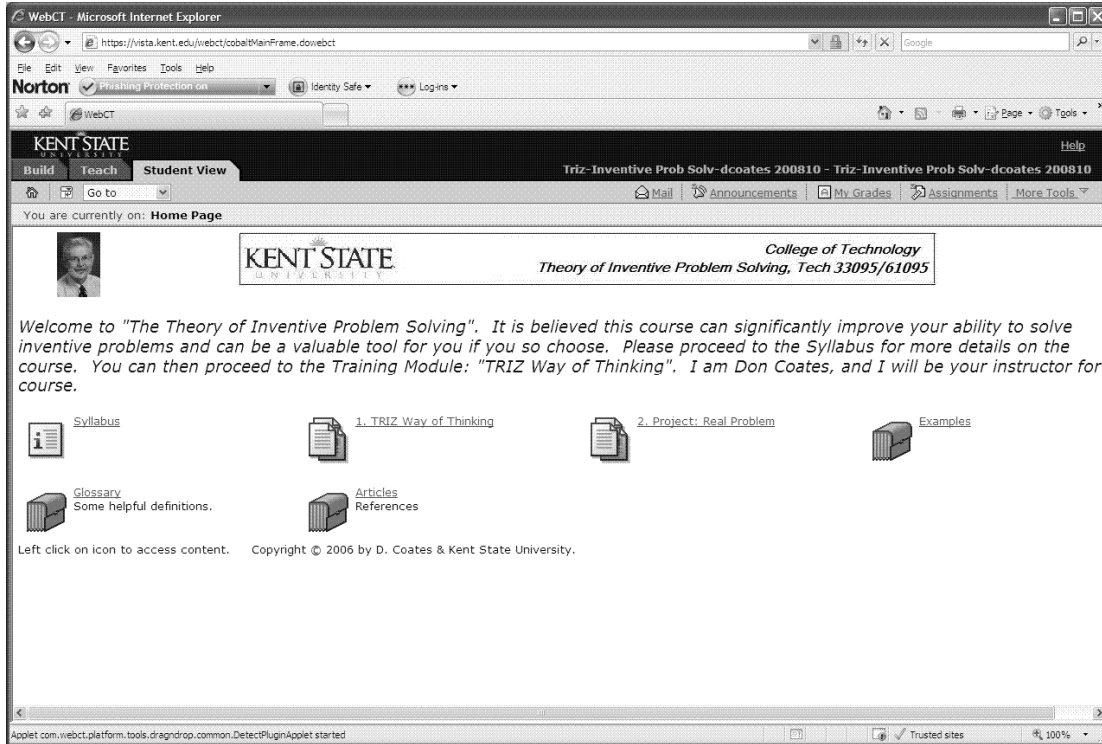 WebCT - Microsoft Internet Explorer
https://vista.kent.edu/webct/cobaltMainFrame.dowebct
Google
File Edit View Favorites Tools Help
Norton Phishing Protection on Identity Safe Log-ins
WebCT
Page Tools
KENT STATE
UNIVERSITY
Help
Build Teach Student View Triz-Inventive Prob Solv-dcoates 200810 - Triz-Inventive Prob Solv-dcoates 200810
Go to Mail Announcements My Grades Assignments More Tools
You are currently on: Home Page
KENT STATE
UNIVERSITY
College of Technology
Theory of Inventive Problem Solving, Tech 33095/61095
Welcome to "The Theory of Inventive Problem Solving". It is believed this course can significantly improve your ability to solve
inventive problems and can be a valuable tool for you if you so choose. Please proceed to the Syllabus for more details on the
course. You can then proceed to the Training Module: "TRIZ Way of Thinking". I am Don Coates, and I will be your instructor for
course.
Syllabus 1. TRIZ Way of Thinking 2. Project: Real Problem Examples
Glossary Articles
Some helpful definitions. References
Left click on icon to access content. Copyright © 2006 by D. Coates & Kent State University.
Applet com.webct.platform.tools.dragndrop.common.DetectPluginApplet started Trusted sites 100%